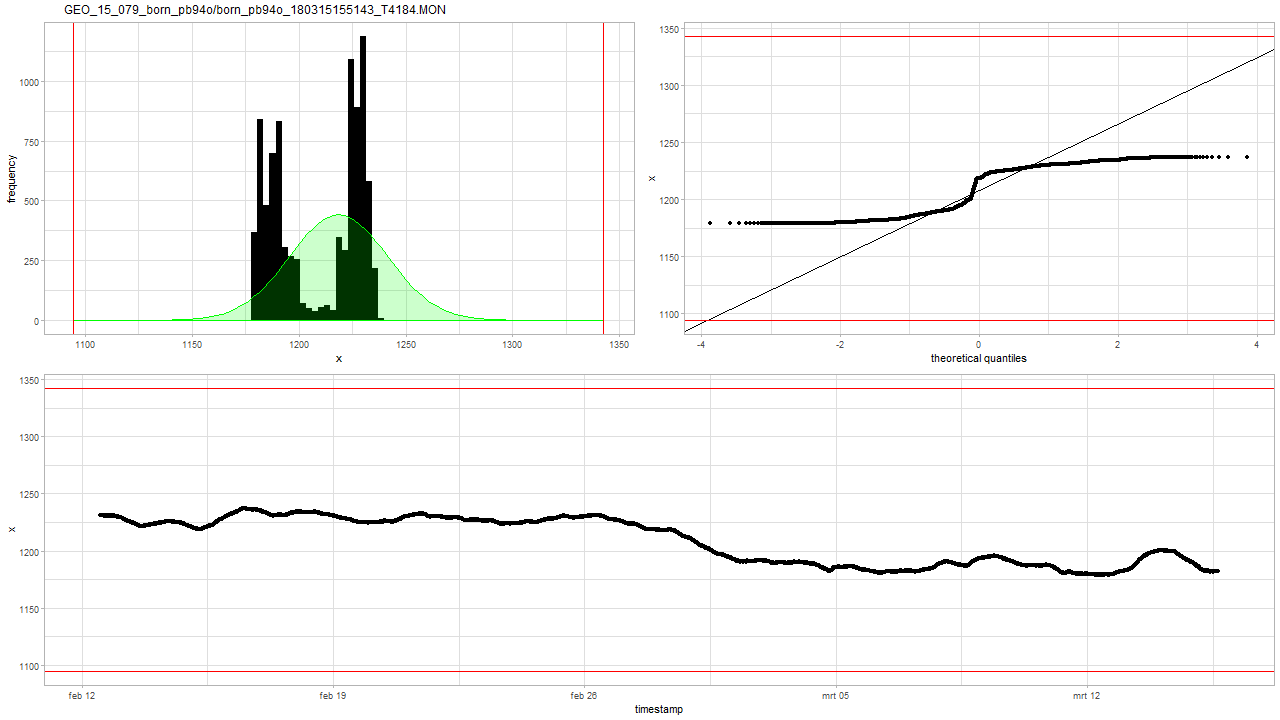 GEO_15_079_born_pb94o/born_pb94o_180315155143_T4184.MON
frequency
1000
750
500
250
0
1100
1150
1200
1250
1300
1350
x
x
1350
1300
1250
1200
1150
1100
-4
-2
0
2
4
theoretical quantiles
x
1350
1300
1250
1200
1150
1100
feb 12
feb 19
feb 26
mrt 05
mrt 12
timestamp